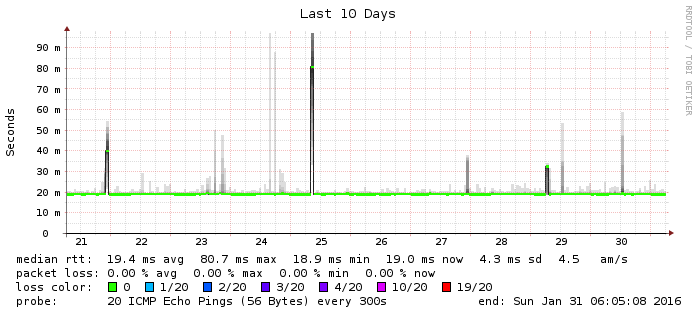 Last 10 Days
RRDTOOL / TOBI OETIKER
Seconds
90 m
80 m
70 m
60 m
50 m
40 m
30 m
20 m
10 m
0
21 22 23 24 25 26 27 28 29 30
median rtt: 19.4 ms avg 80.7 ms max 18.9 ms min 19.0 ms now 4.3 ms sd 4.5 am/s
packet loss: 0.00 % avg 0.00 % max 0.00 % min 0.00 % now
loss color: 0 1/20 2/20 3/20 4/20 10/20 19/20
probe: 20 ICMP Echo Pings (56 Bytes) every 300s end: Sun Jan 31 06:05:08 2016